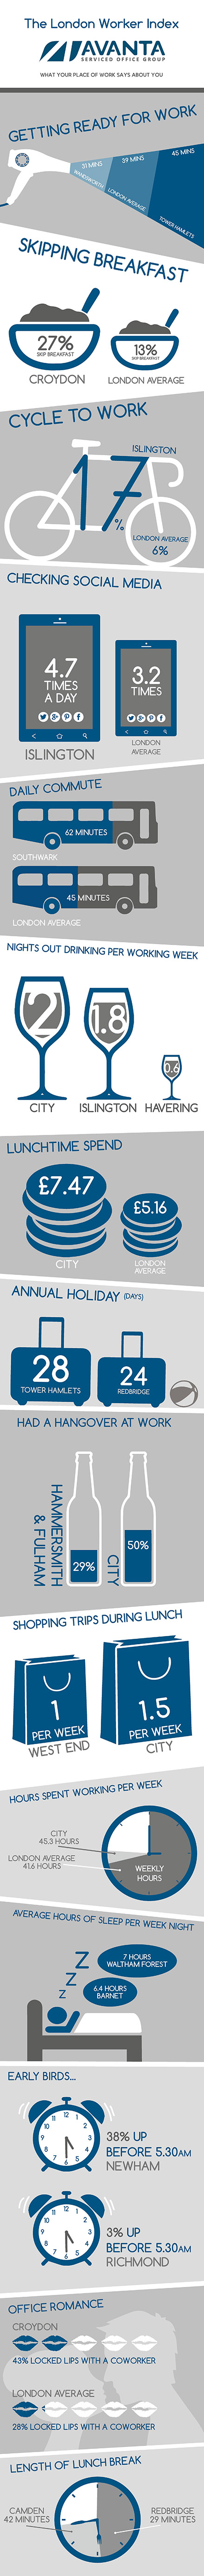 The London Worker Index
AVANTA
SERVICED OFFICE GROUP
WHAT YOUR PLACE OF WORK SAYS ABOUT YOU
GETTING READY FOR WORK
31 MINS
WANDSWORTH
39 MINS
LONDON AVERAGE
45 MINS
TOWER HAMLETS
SKIPPING BREAKFAST
27%
SKIP BREAKFAST
CROYDON
13%
SKIP BREAKFAST
LONDON AVERAGE
CYCLE TO WORK
ISLINGTON
17%
LONDON AVERAGE
6%
CHECKING SOCIAL MEDIA
4.7
TIMES
A DAY
ISLINGTON
3.2
TIMES
LONDON
AVERAGE
DAILY COMMUTE
62 MINUTES
SOUTHWARK
45 MINUTES
LONDON AVERAGE
NIGHTS OUT DRINKING PER WORKING WEEK
2
CITY
1.8
ISLINGTON
0.6
HAVERING
LUNCHTIME SPEND
£7.47
CITY
£5.16
LONDON
AVERAGE
ANNUAL HOLIDAY (DAYS)
28
TOWER HAMLETS
24
REDBRIDGE
HAD A HANGOVER AT WORK
HAMMERSMITH
& FULHAM
29%
CITY
50%
SHOPPING TRIPS DURING LUNCH
1
PER WEEK
WEST END
1.5
PER WEEK
CITY
HOURS SPENT WORKING PER WEEK
CITY
45.3 HOURS
LONDON AVERAGE
41.6 HOURS
WEEKLY
HOURS
AVERAGE HOURS OF SLEEP PER WEEK NIGHT
Z
Z
Z
7 HOURS
WALTHAM FOREST
6.4 HOURS
BARNET
EARLY BIRDS...
12
1
2
3
4
5
6
7
8
9
10
11
38% UP
BEFORE 5.30AM
NEWHAM
12
1
2
3
4
5
6
7
8
9
10
11
3% UP
BEFORE 5.30AM
RICHMOND
OFFICE ROMANCE
CROYDON
43% LOCKED LIPS WITH A COWORKER
LONDON AVERAGE
28% LOCKED LIPS WITH A COWORKER
LENGTH OF LUNCH BREAK
CAMDEN
42 MINUTES
REDBRIDGE
29 MINUTES